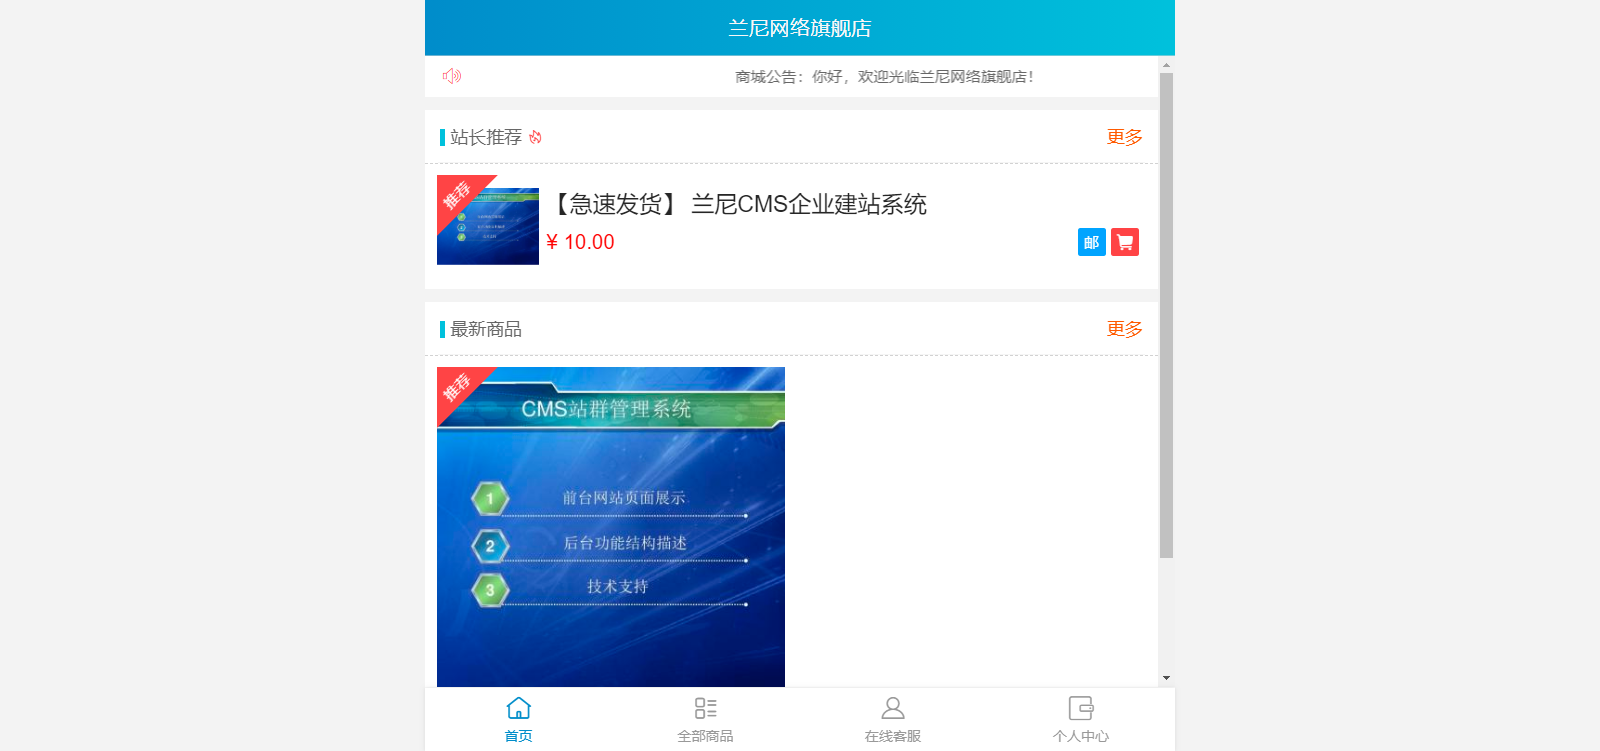 兰尼网络旗舰店
商城公告：你好，欢迎光临兰尼网络旗舰店！
站长推荐
更多
推荐
【急速发货】 兰尼CMS企业建站系统
¥ 10.00
邮
最新商品
更多
推荐
CMS站群管理系统
1 前台网站页面展示
2 后台功能结构描述
3 技术支持
首页
全部商品
在线客服
个人中心